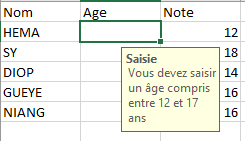 Nom Age Note
HEMA 12
SY 18
DIOP 14
GUEYE 16
NIANG 16
Saisie
Vous devez saisir
un âge compris
entre 12 et 17
ans